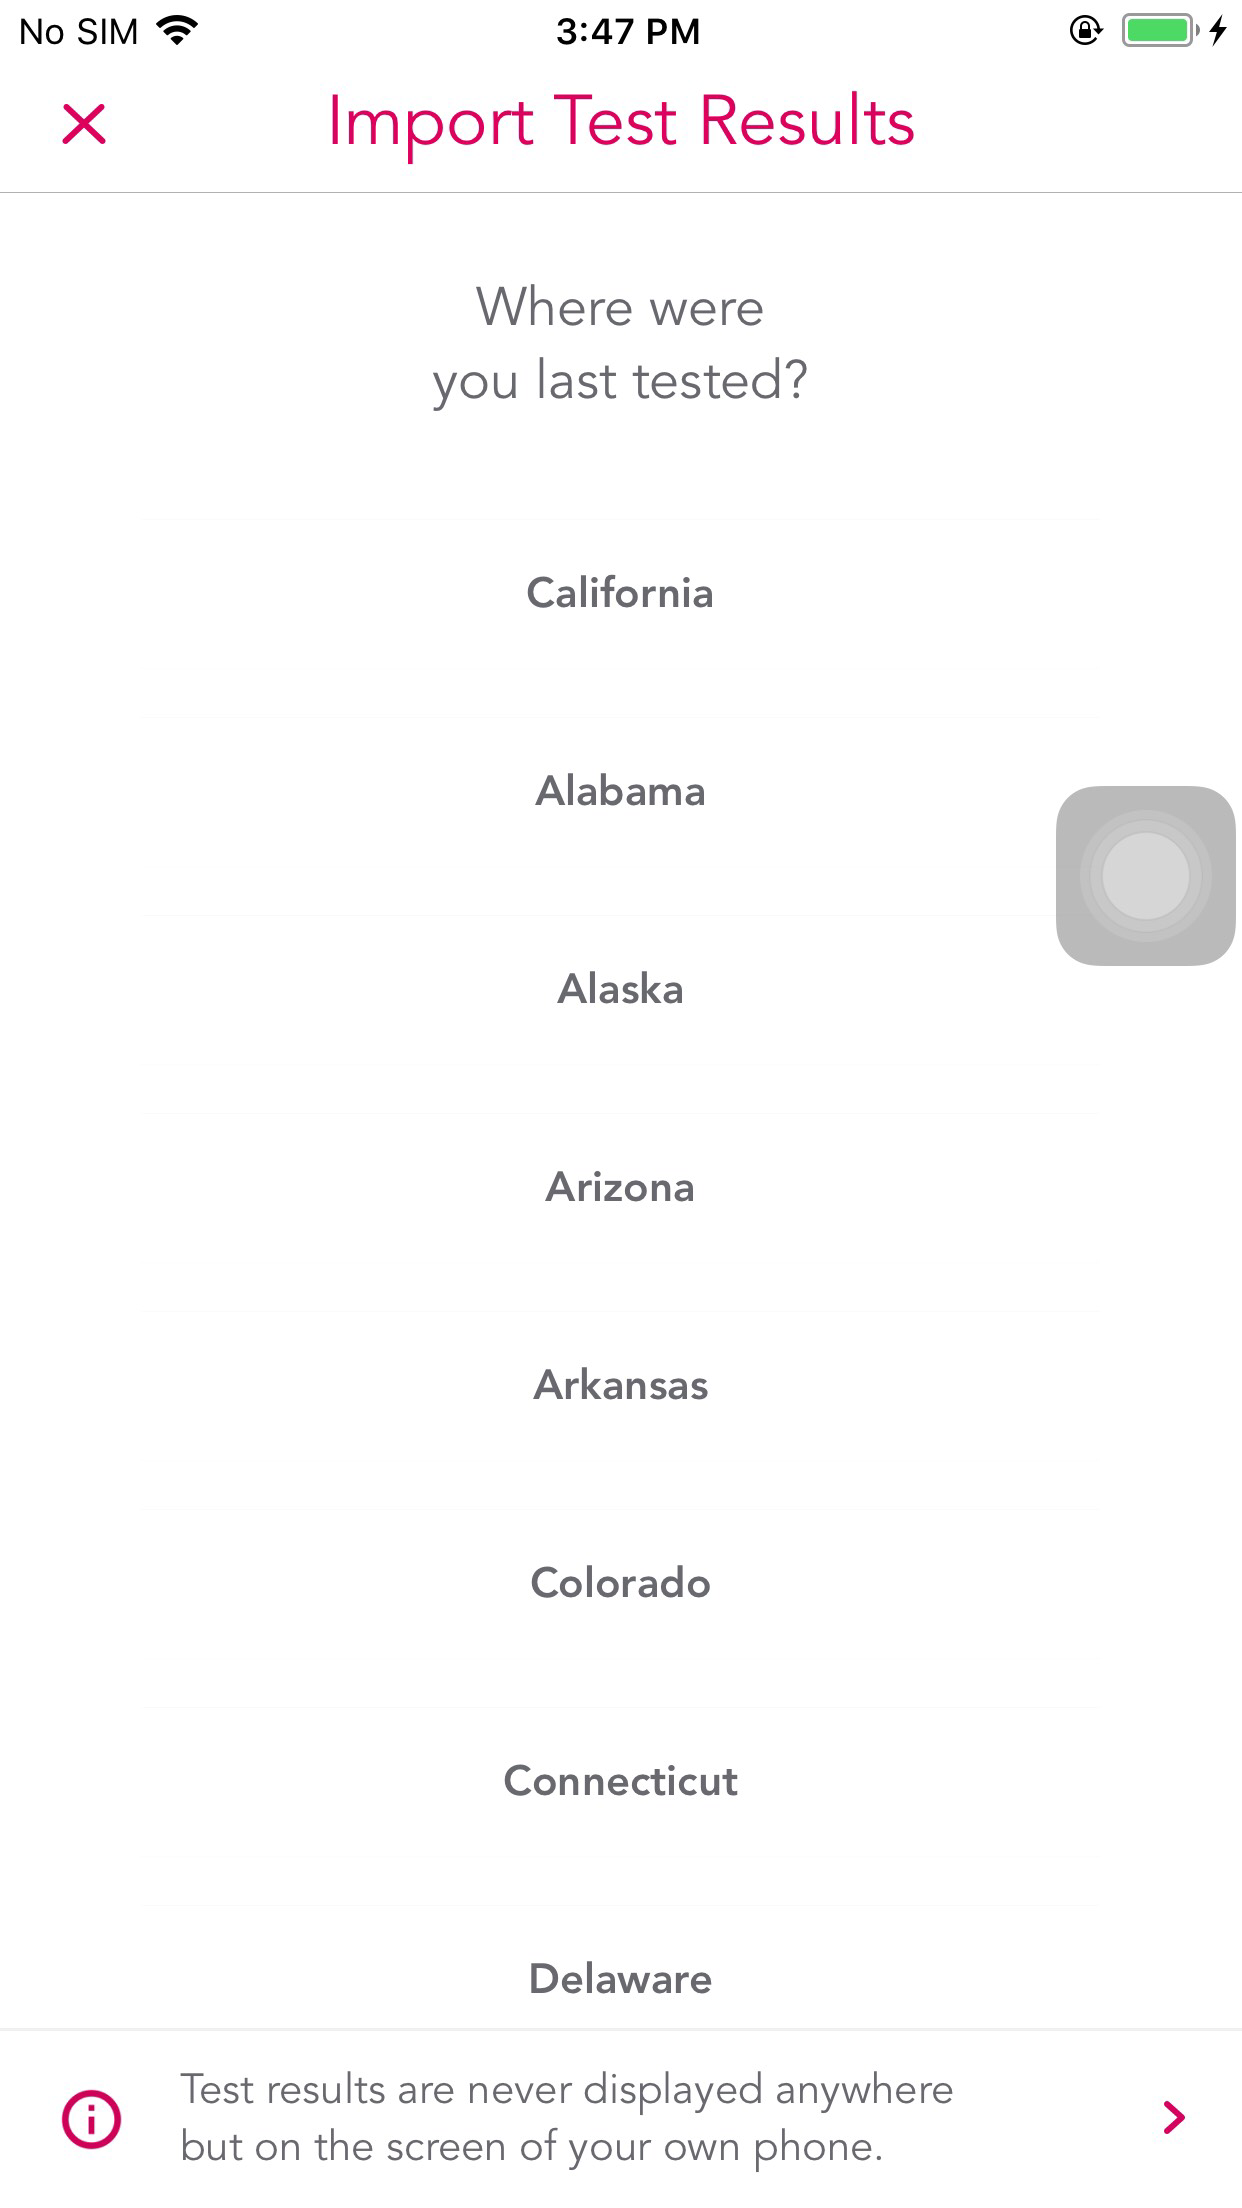 No SIM 3:47 PM
Import Test Results
Where were
you last tested?
California
Alabama
Alaska
Arizona
Arkansas
Colorado
Connecticut
Delaware
Test results are never displayed anywhere
but on the screen of your own phone.